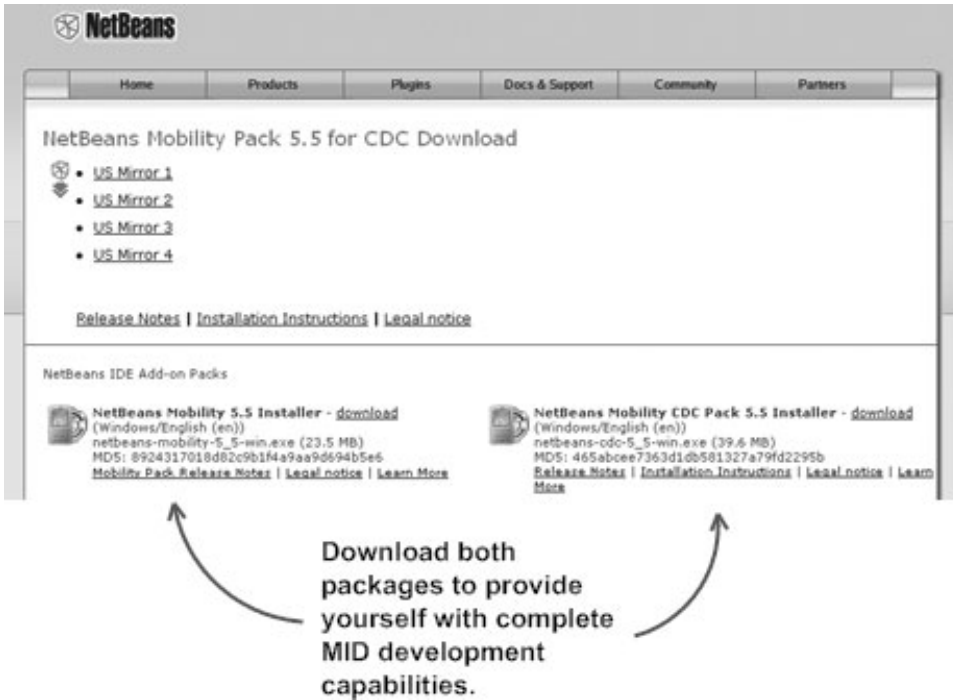 NetBeans
Home Products Plugins Docs & Support Community Partners
NetBeans Mobility Pack 5.5 for CDC Download
• US Mirror 1
• US Mirror 2
• US Mirror 3
• US Mirror 4
Release Notes | Installation Instructions | Legal notice
NetBeans IDE Add-on Packs
NetBeans Mobility 5.5 Installer - download
(Windows/English (en))
netbeans-mobility-5_5-win.exe (23.5 MB)
MD5: 8924317018d82c9b1f4a9aa9d694b5e6
Mobility Pack Release Notes | Legal notice | Learn More
NetBeans Mobility CDC Pack 5.5 Installer - download
(Windows/English (en))
netbeans-cdc-5_5-win.exe (39.6 MB)
MD5: 465abcee7363d1db581327a79fd2295b
Release Notes | Installation Instructions | Legal notice | Learn
More
Download both
packages to provide
yourself with complete
MID development
capabilities.